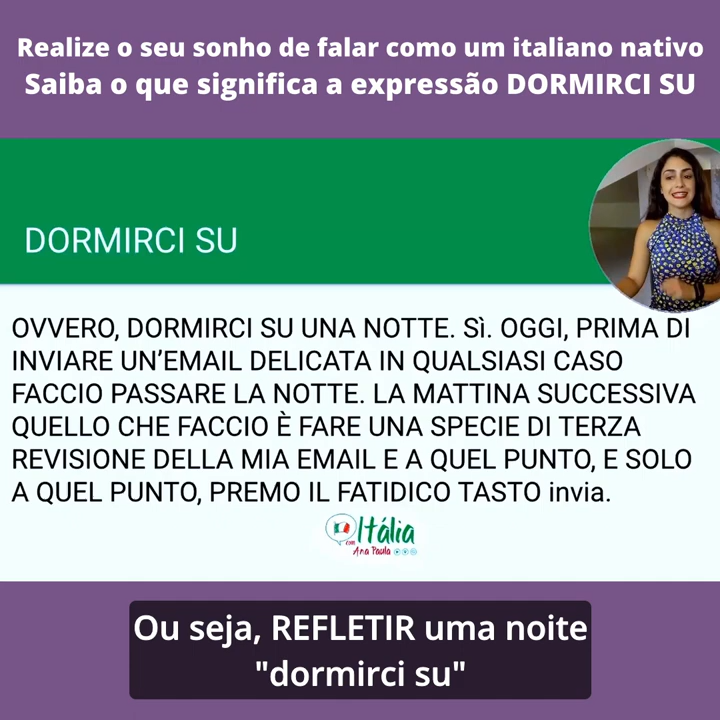 Realize o seu sonho de falar como um italiano nativo
Saiba o que significa a expressão DORMIRCI SU
DORMIRCI SU
OVVERO, DORMIRCI SU UNA NOTTE. Sì. OGGI, PRIMA DI
INVIARE UN'EMAIL DELICATA IN QUALSIASI CASO
FACCIO PASSARE LA NOTTE. LA MATTINA SUCCESSIVA
QUELLO CHE FACCIO È FARE UNA SPECIE DI TERZA
REVISIONE DELLA MIA EMAIL E A QUEL PUNTO, E SOLO
A QUEL PUNTO, PREMO IL FATIDICO TASTO invia.
Itália
com
Ana Paula
Ou seja, REFLETIR uma noite
"dormirci su"